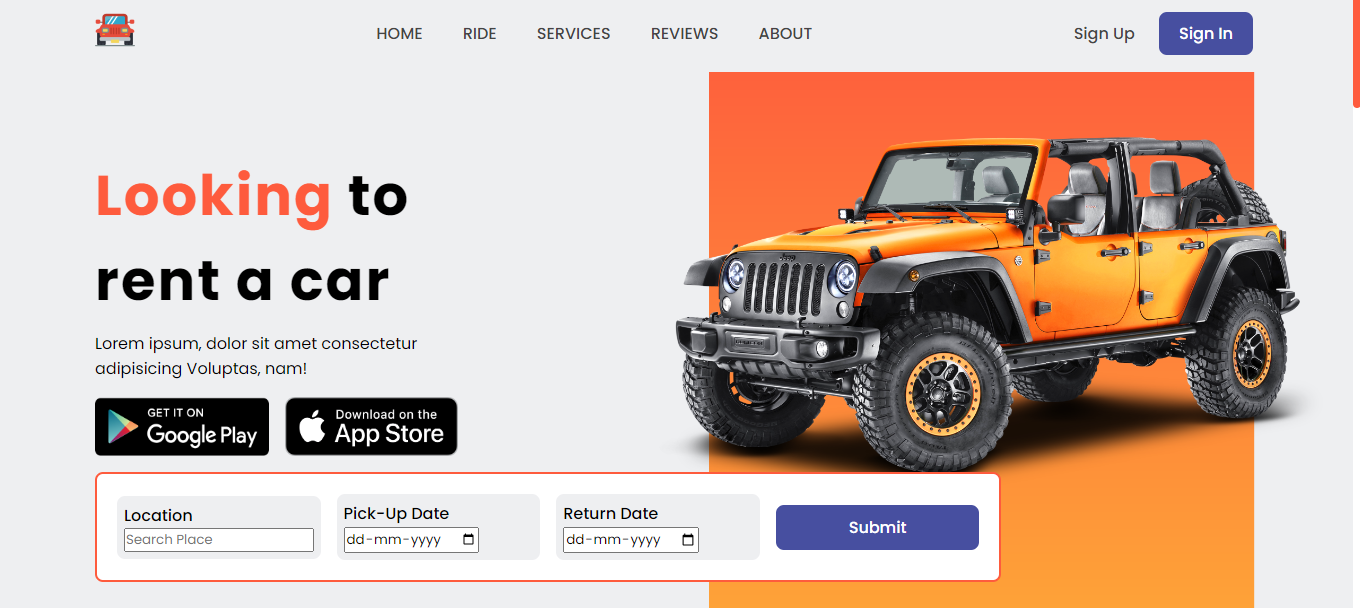 HOME RIDE SERVICES REVIEWS ABOUT Sign Up Sign In
Looking to
rent a car
Lorem ipsum, dolor sit amet consectetur
adipisicing Voluptas, nam!
GET IT ON
Google Play
Download on the
App Store
Jeep
Location
Search Place
Pick-Up Date
dd-mm-yyyy
Return Date
dd-mm-yyyy
Submit